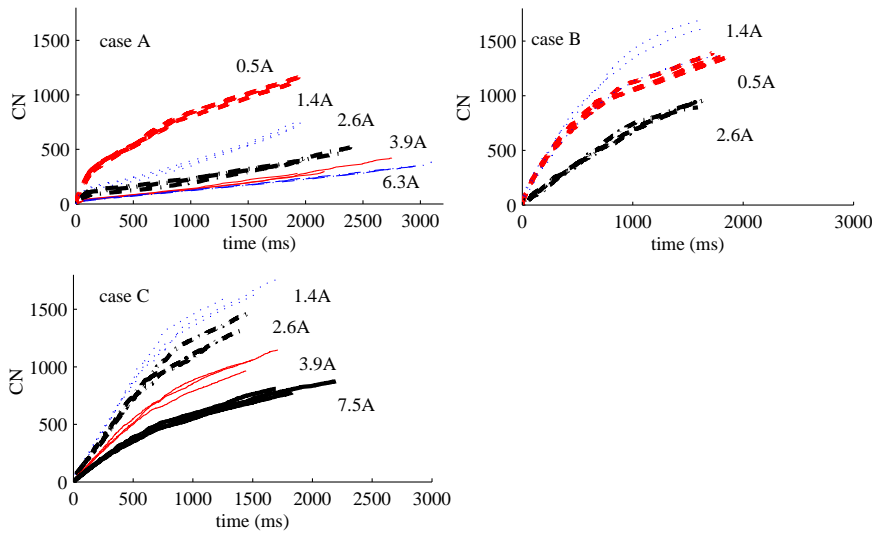 case A
CN
1500
1000
500
0
0.5A
1.4A
2.6A
3.9A
6.3A
0 500 1000 1500 2000 2500 3000
time (ms)
case B
CN
1500
1000
500
0
1.4A
0.5A
2.6A
0 1000 2000 3000
time (ms)
case C
CN
1500
1000
500
0
1.4A
2.6A
3.9A
7.5A
0 500 1000 1500 2000 2500 3000
time (ms)